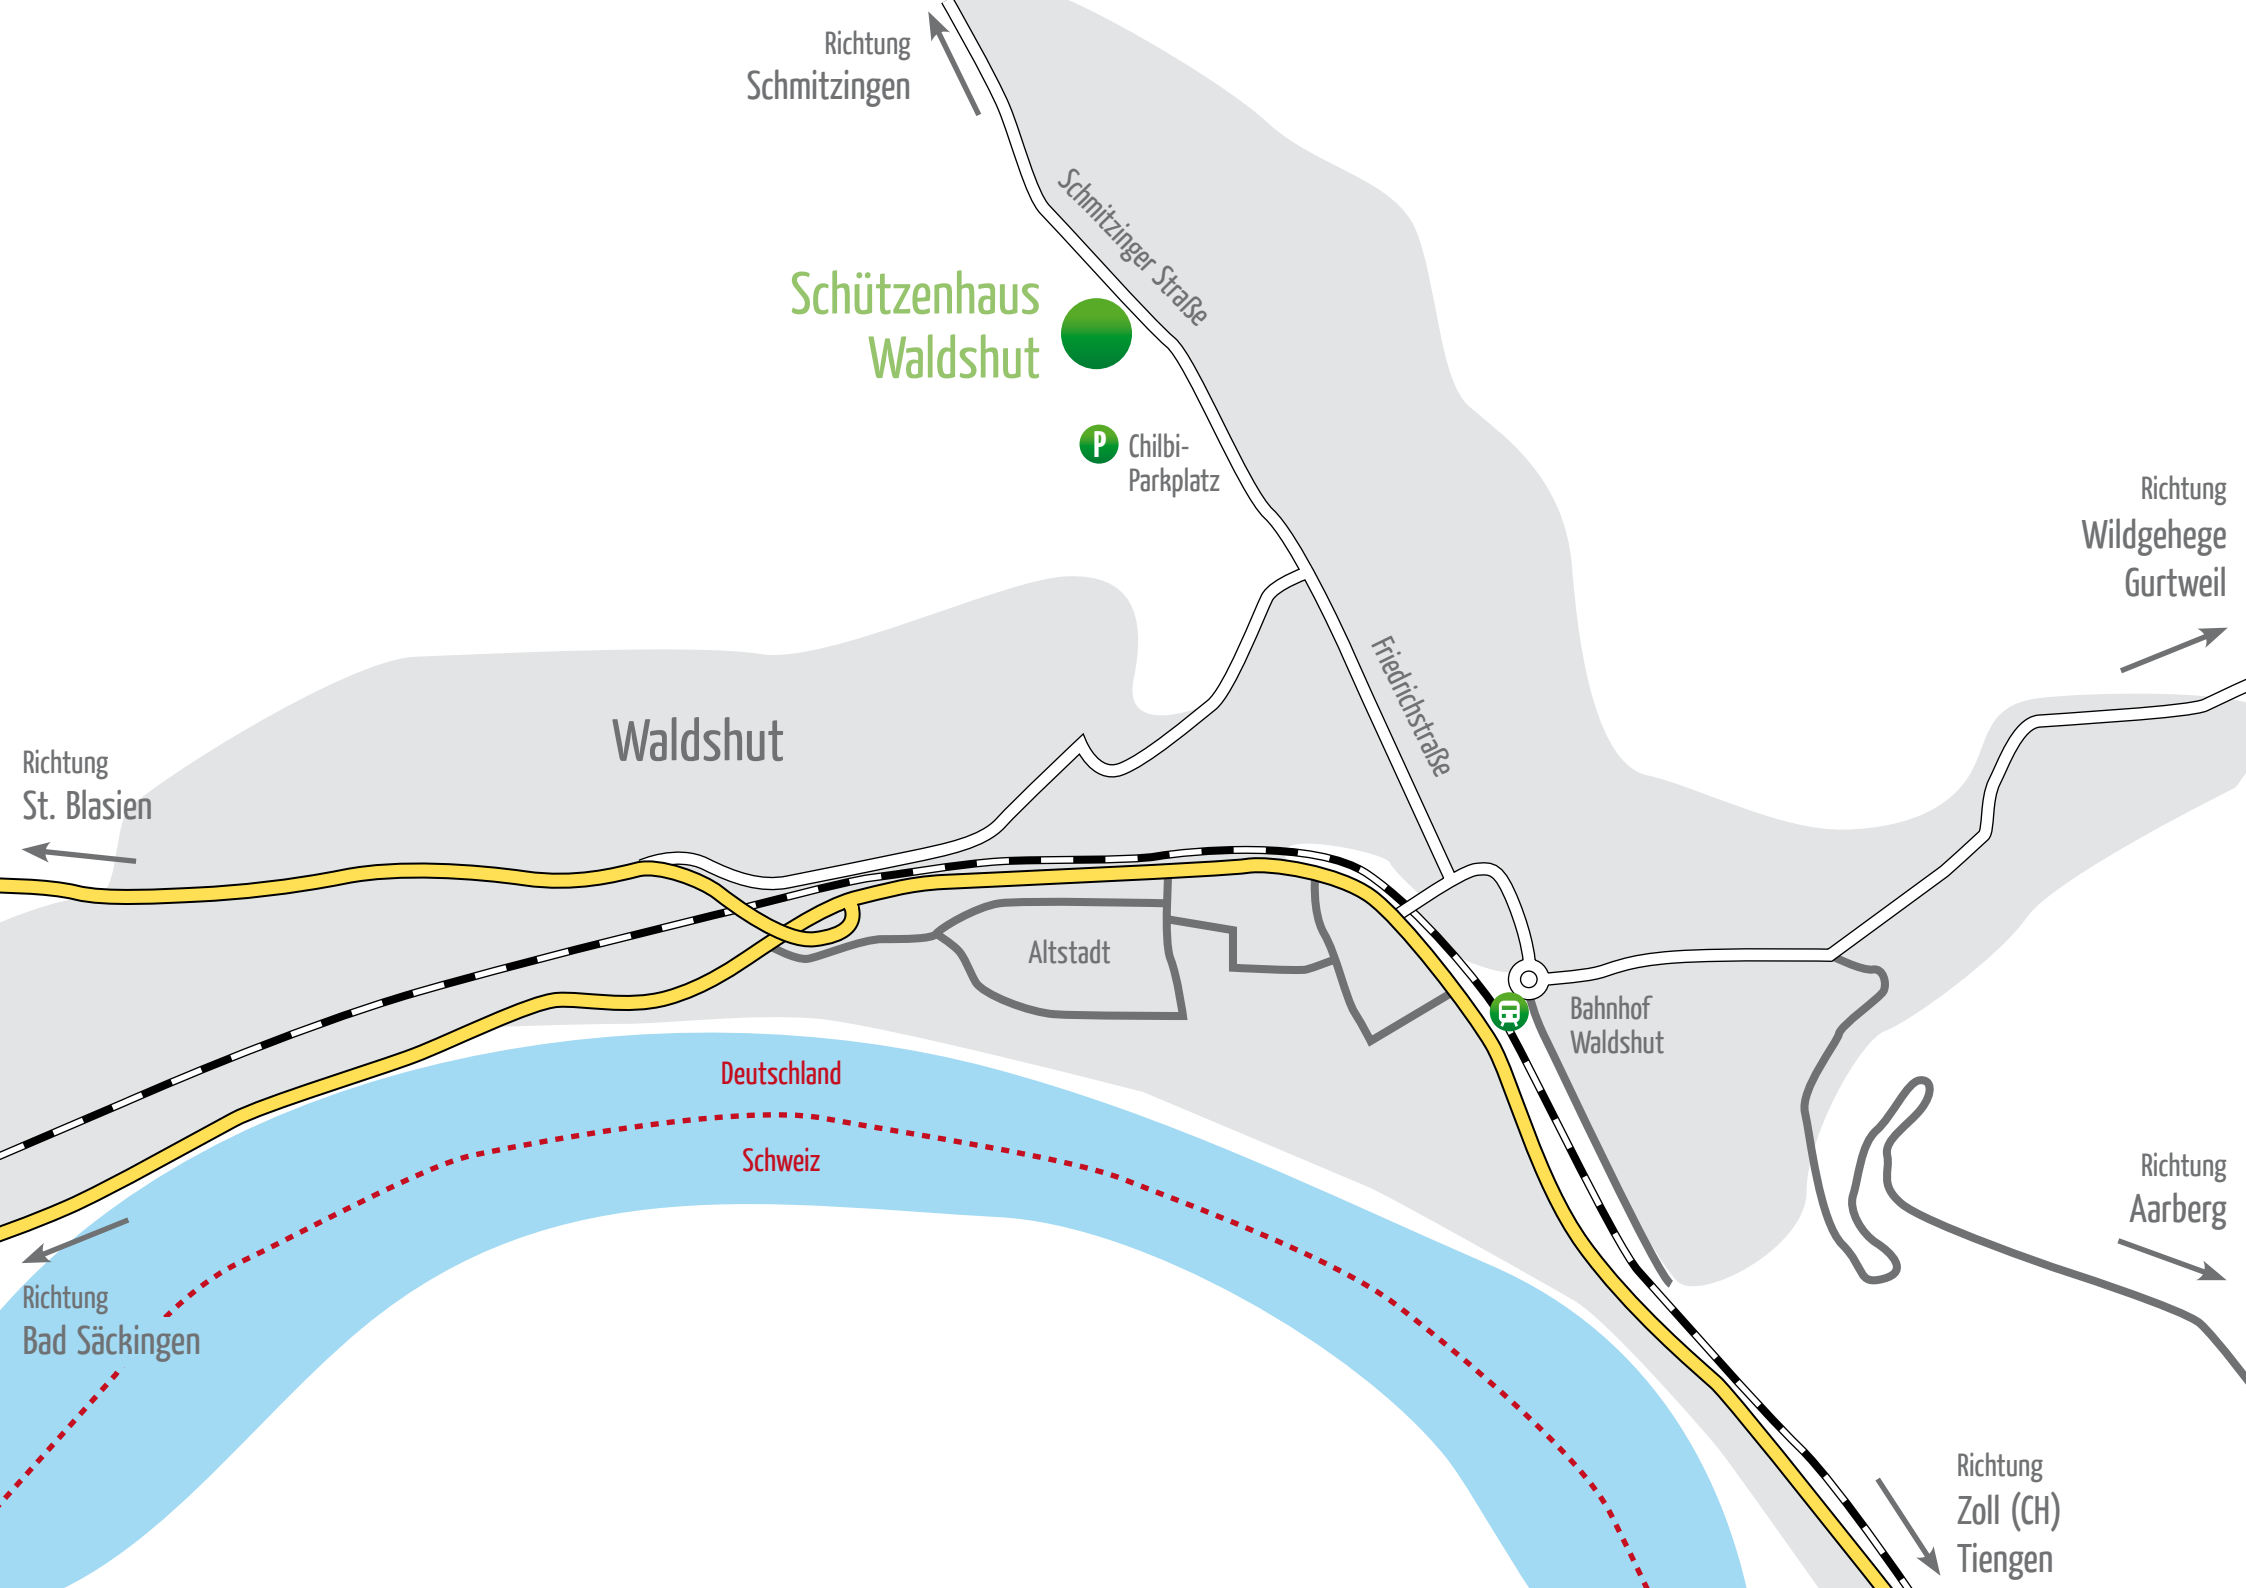 Richtung
Schmitzingen
Schmitzinger Straße
Schützenhaus
Waldshut
P
Chilbi-
Parkplatz
Richtung
Wildgehege
Gurtweil
Friedrichstraße
Waldshut
Richtung
St. Blasien
Altstadt
Bahnhof
Waldshut
Deutschland
Schweiz
Richtung
Aarberg
Richtung
Bad Säckingen
Richtung
Zoll (CH)
Tiengen